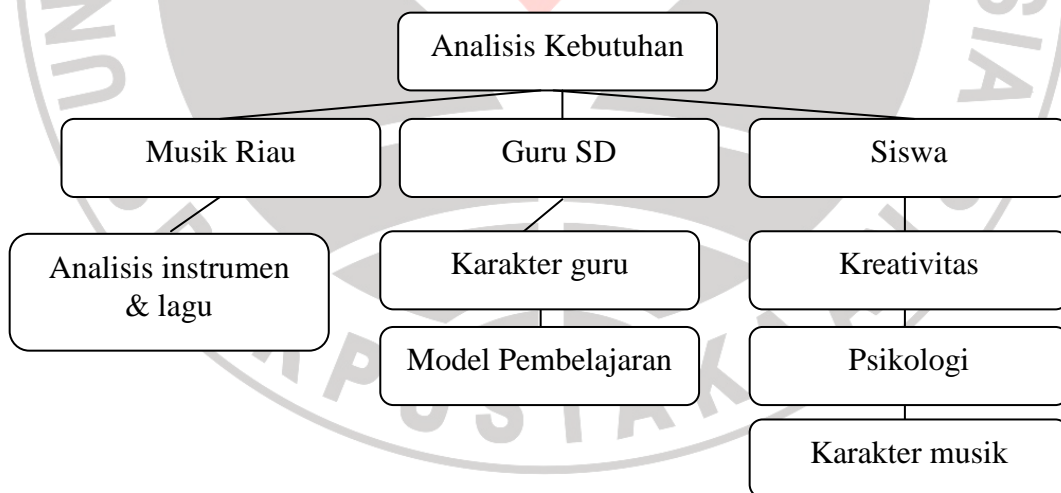 Analisis Kebutuhan
Musik Riau
Guru SD
Siswa
Analisis instrumen
& lagu
Karakter guru
Kreativitas
Model Pembelajaran
Psikologi
Karakter musik